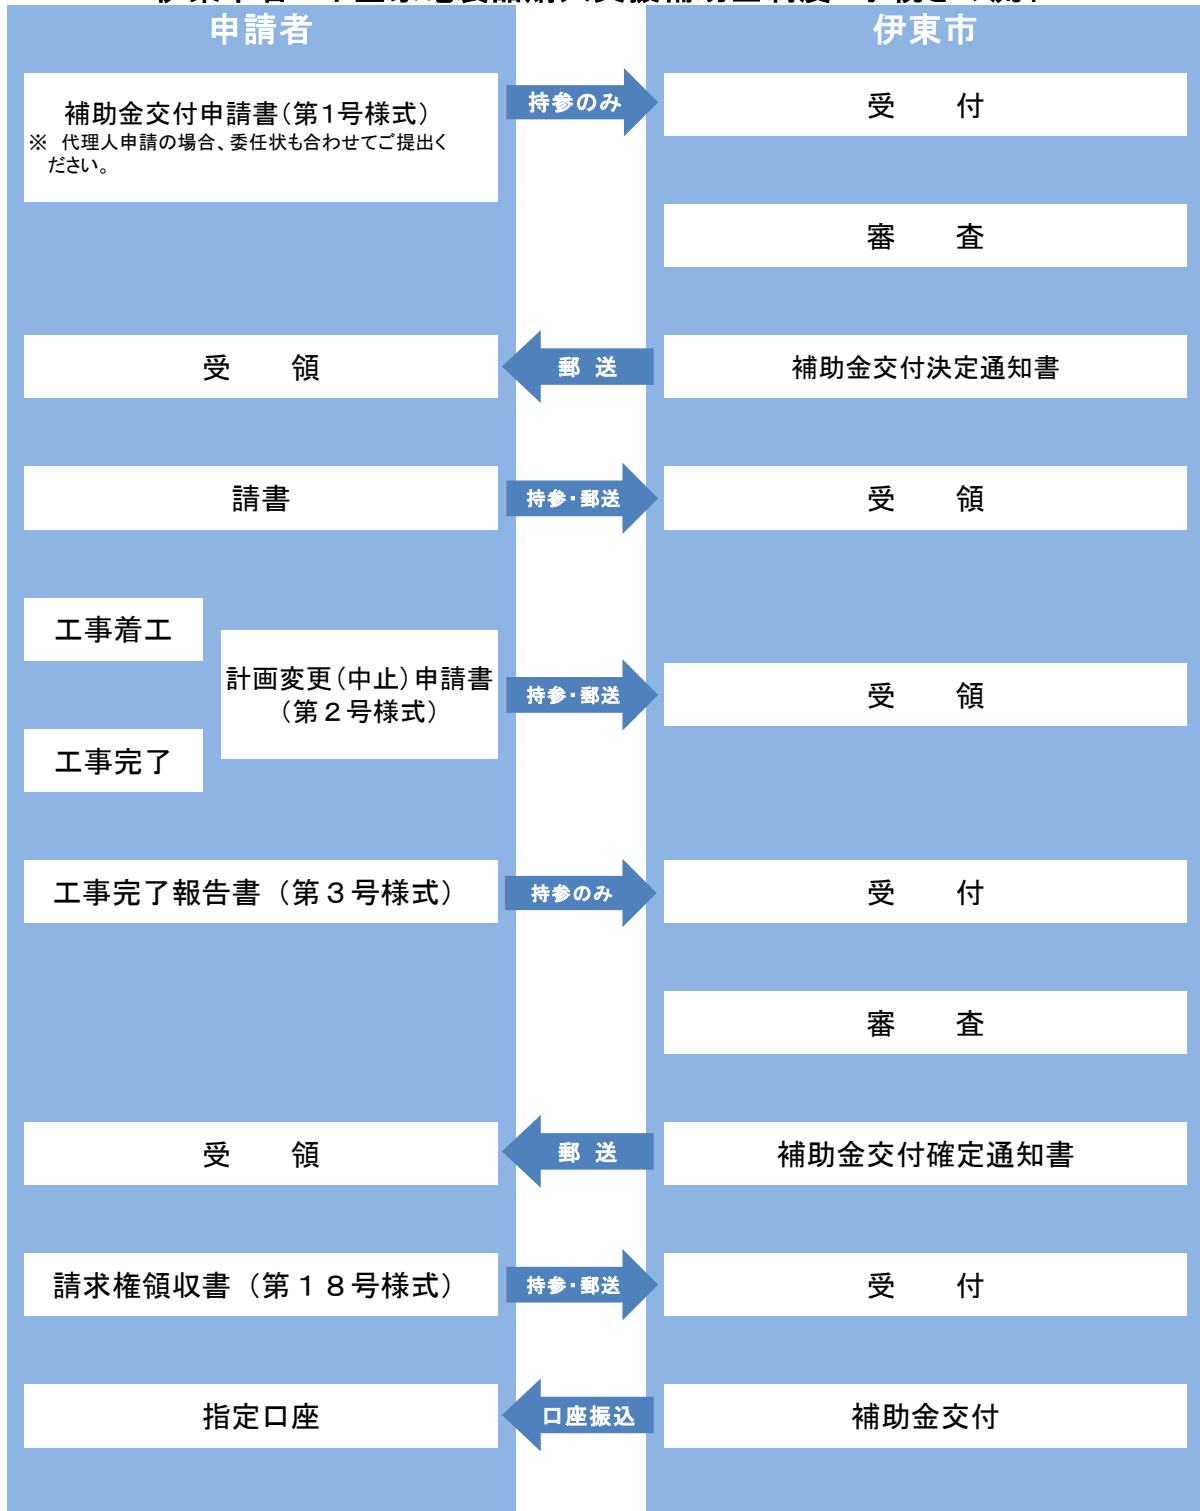 申請者
伊東市
補助金交付申請書（第1号様式）
※　代理人申請の場合、委任状も合わせてご提出く
ださい。
持参のみ
受　　付
審　　査
受　　領
郵 送
補助金交付決定通知書
請書
持参・郵送
受　　領
工事着工
計画変更（中止）申請書
（第２号様式）
持参・郵送
受　　領
工事完了
工事完了報告書（第３号様式）
持参のみ
受　　付
審　　査
受　　領
郵 送
補助金交付確定通知書
請求権領収書（第１８号様式）
持参・郵送
受　　付
指定口座
口座振込
補助金交付